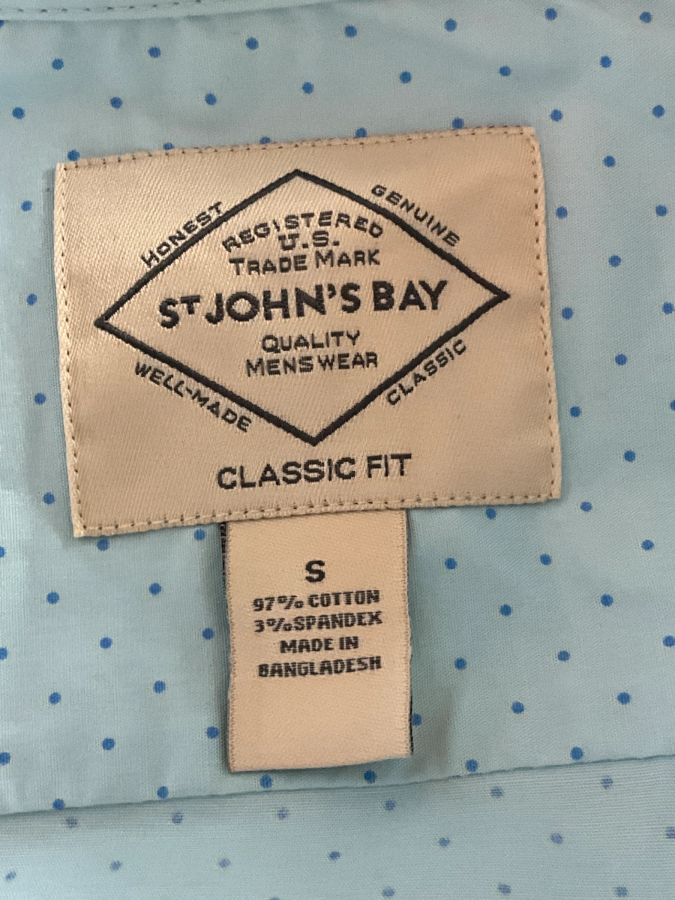 HONEST
GENUINE
REGISTERED
U.S.
TRADE MARK
ST JOHN'S BAY
QUALITY
MENSWEAR
WELL-MADE
CLASSIC
CLASSIC FIT
S
97% COTTON
3% SPANDEX
MADE IN
BANGLADESH